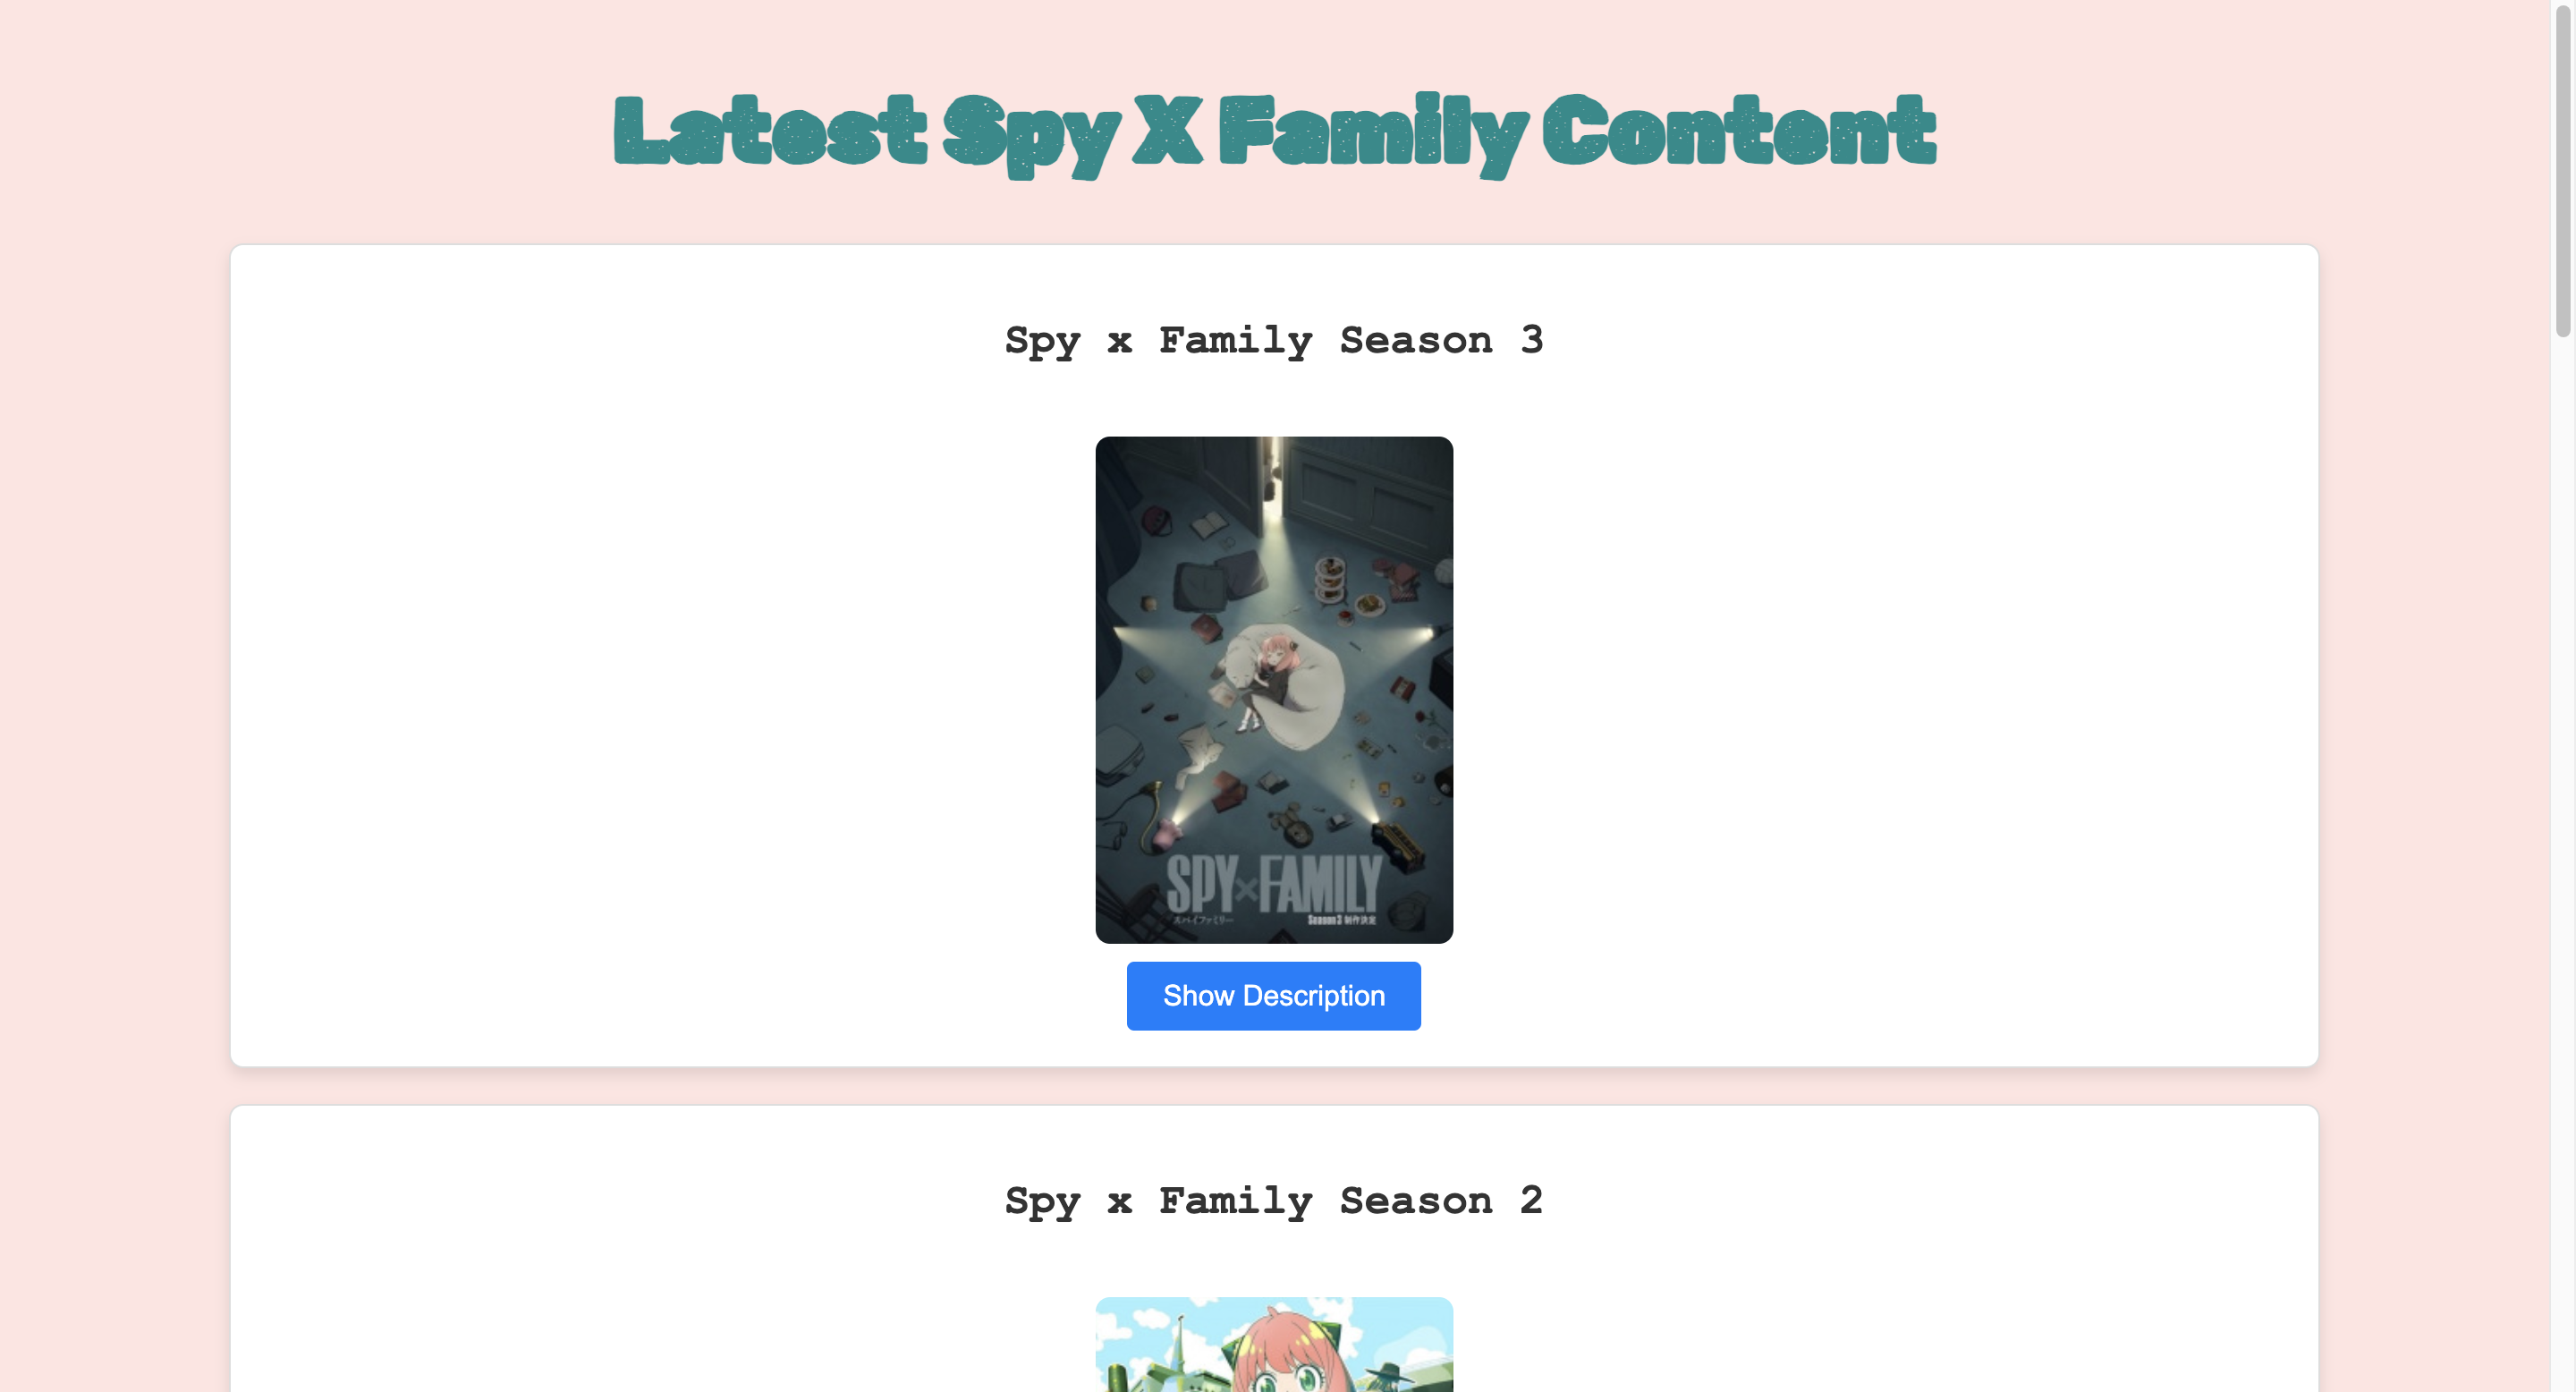 Latest Spy X Family Content
Spy x Family Season 3
SPY×FAMILY
スパイファミリー
Season 3 制作決定
Show Description
Spy x Family Season 2